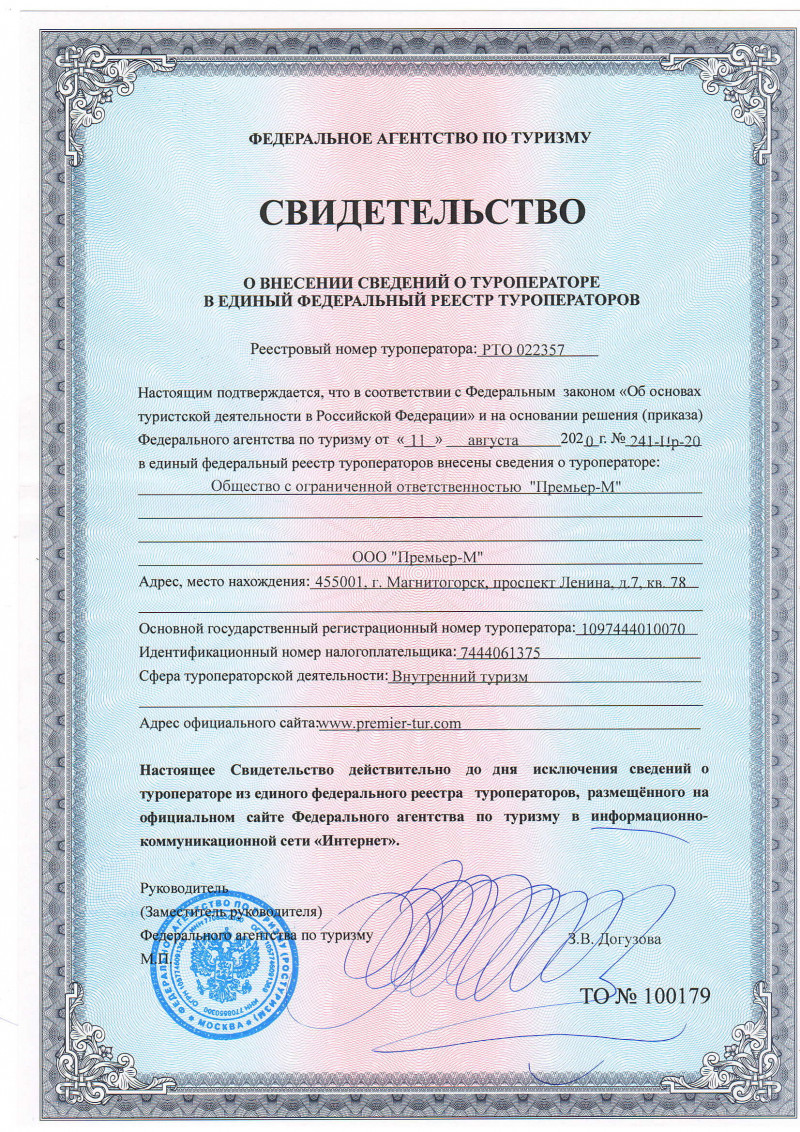 ФЕДЕРАЛЬНОЕ АГЕНТСТВО ПО ТУРИЗМУ
СВИДЕТЕЛЬСТВО
О ВНЕСЕНИИ СВЕДЕНИЙ О ТУРОПЕРАТОРЕ
В ЕДИНЫЙ ФЕДЕРАЛЬНЫЙ РЕЕСТР ТУРОПЕРАТОРОВ
Реестровый номер туроператора: РТО 022357
Настоящим подтверждается, что в соответствии с Федеральным законом «Об основах
туристской деятельности в Российской Федерации» и на основании решения (приказа)
Федерального агентства по туризму от « 11 » августа 2020 г. № 241-Пр-20
в единый федеральный реестр туроператоров внесены сведения о туроператоре:
Общество с ограниченной ответственностью "Премьер-М"
ООО "Премьер-М"
Адрес, место нахождения: 455001, г. Магнитогорск, проспект Ленина, д.7, кв. 78
Основной государственный регистрационный номер туроператора: 1097444010070
Идентификационный номер налогоплательщика: 7444061375
Сфера туроператорской деятельности: Внутренний туризм
Адрес официального сайта:www.premier-tur.com
Настоящее Свидетельство действительно до дня исключения сведений о
туроператоре из единого федерального реестра туроператоров, размещённого на
официальном сайте Федерального агентства по туризму в информационно-
коммуникационной сети «Интернет».
Руководитель
(Заместитель руководителя)
Федерального агентства по туризму
М.П.
З.В. Догузова
ТО № 100179
ФЕДЕРАЛЬНОЕ АГЕНТСТВО ПО ТУРИЗМУ (РОСТУРИЗМ)
МОСКВА